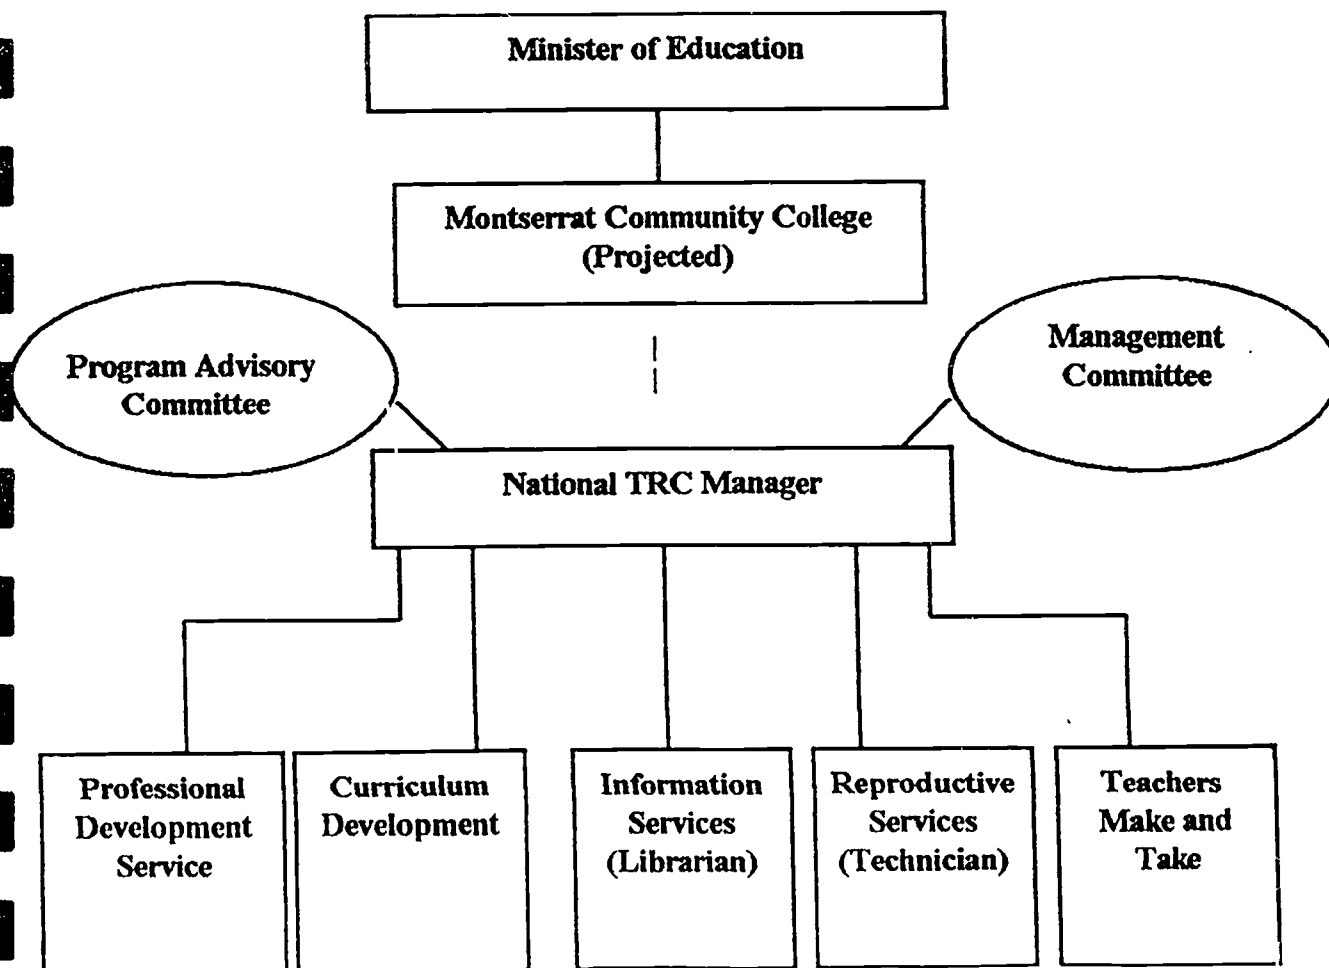 Minister of Education
Montserrat Community College
(Projected)
Program Advisory
Committee
Management
Committee
National TRC Manager
Professional
Development
Service
Curriculum
Development
Information
Services
(Librarian)
Reproductive
Services
(Technician)
Teachers
Make and
Take